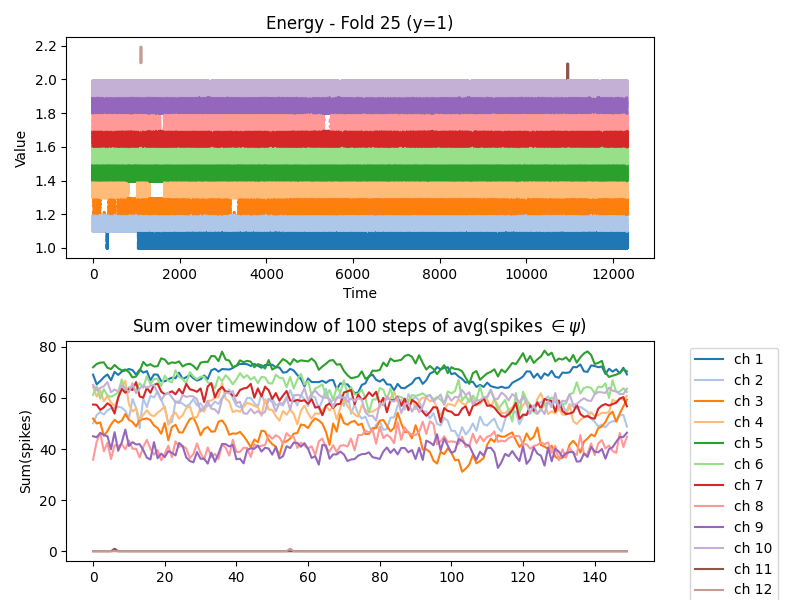 Energy - Fold 25 (y=1)
2.2
2.0
1.8
1.6
1.4
1.2
1.0
Value
0 2000 4000 6000 8000 10000 12000
Time
Sum over timewindow of 100 steps of avg(spikes ∈ ψ)
80
60
40
20
0
Sum(spikes)
0 20 40 60 80 100 120 140
ch 1
ch 2
ch 3
ch 4
ch 5
ch 6
ch 7
ch 8
ch 9
ch 10
ch 11
ch 12